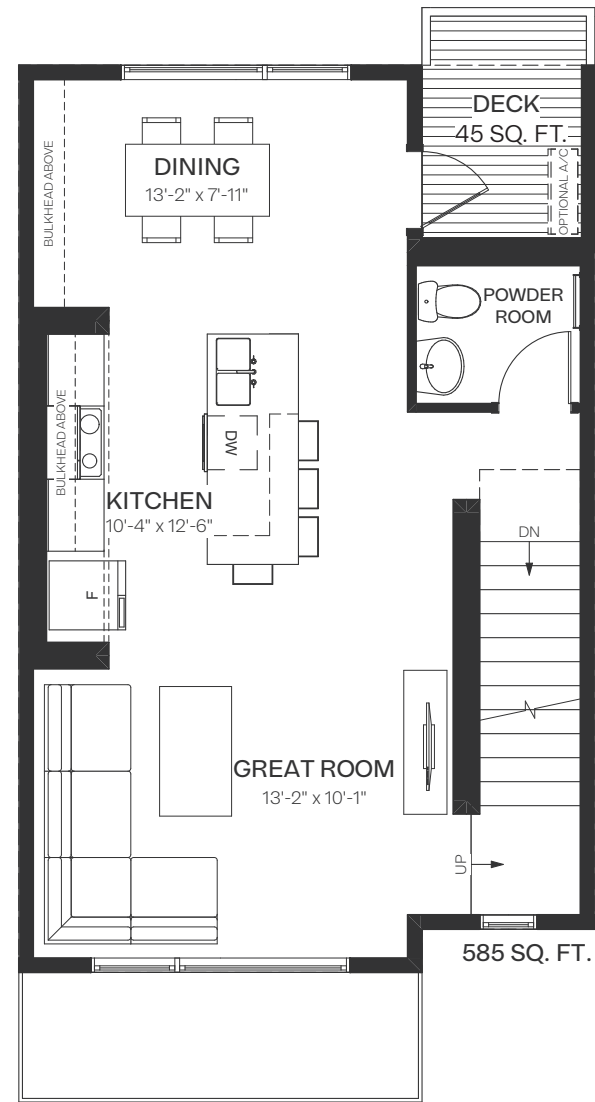 DECK
45 SQ. FT.
OPTIONAL A/C
BULKHEAD ABOVE
DINING
13'-2" x 7'-11"
POWDER
ROOM
BULKHEAD ABOVE
DW
KITCHEN
10'-4" x 12'-6"
F
DN
GREAT ROOM
13'-2" x 10'-1"
UP
585 SQ. FT.